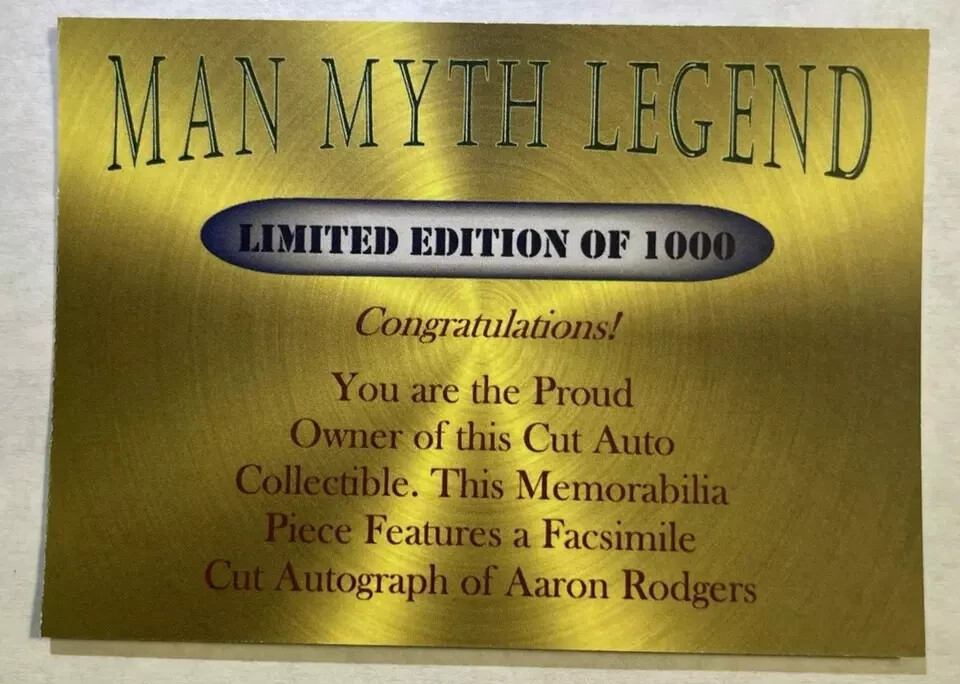 MAN MYTH LEGEND
LIMITED EDITION OF 1000
Congratulations!
You are the Proud
Owner of this Cut Auto
Collectible. This Memorabilia
Piece Features a Facsimile
Cut Autograph of Aaron Rodgers